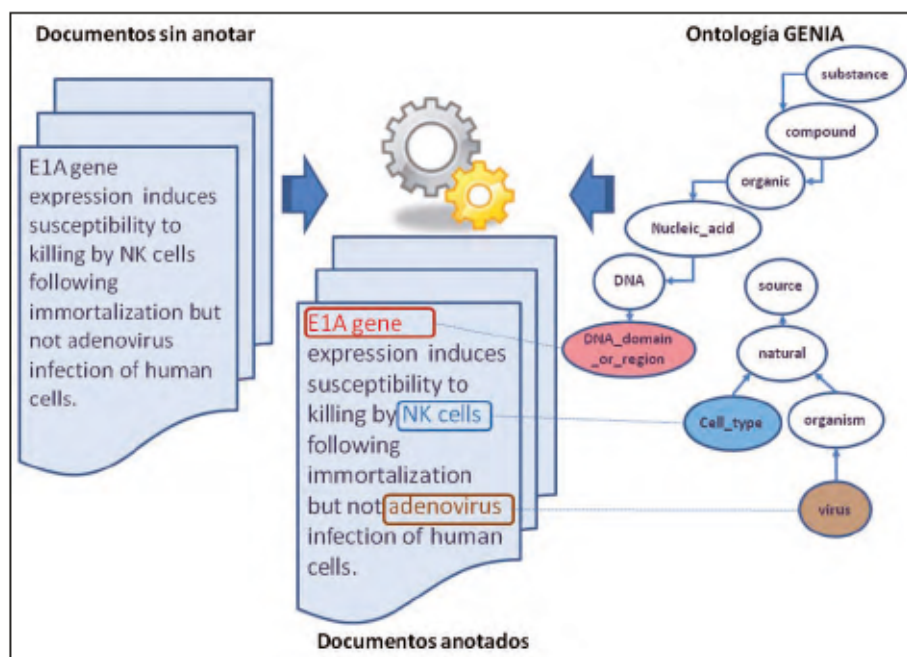 Documentos sin anotar
Ontología GENIA
E1A gene
expression induces
susceptibility to
killing by NK cells
following
immortalization but
not adenovirus
infection of human
cells.
substance
compound
organic
Nucleic_acid
DNA
DNA_domain
_or_region
source
natural
Cell_type
organism
virus
E1A gene
expression induces
susceptibility to
killing by NK cells
following
immortalization
but not adenovirus
infection of human
cells.
Documentos anotados